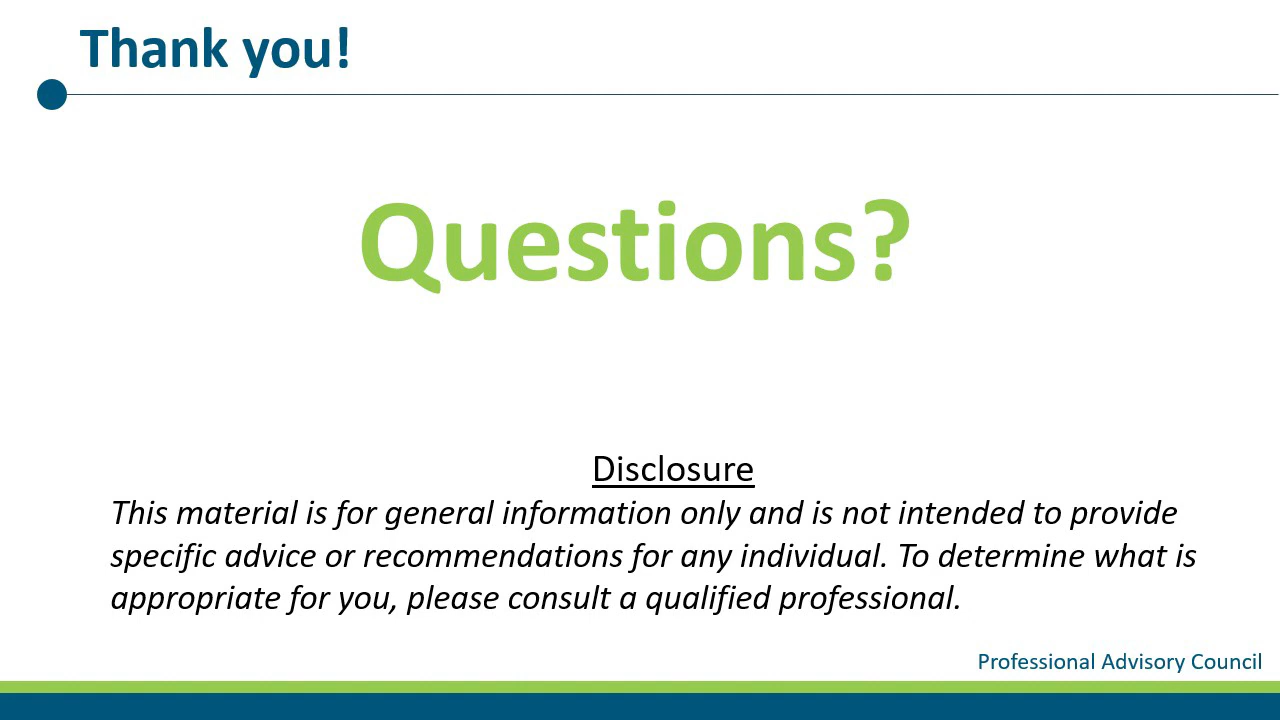 Thank you!
Questions?
Disclosure
This material is for general information only and is not intended to provide
specific advice or recommendations for any individual. To determine what is
appropriate for you, please consult a qualified professional.
Professional Advisory Council